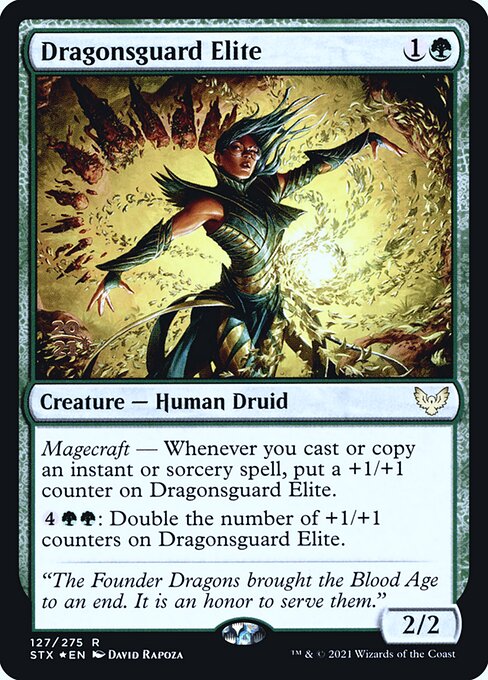 Dragonsguard Elite 1
Creature — Human Druid
Magecraft — Whenever you cast or copy
an instant or sorcery spell, put a +1/+1
counter on Dragonsguard Elite.
4: Double the number of +1/+1
counters on Dragonsguard Elite.
“The Founder Dragons brought the Blood Age
to an end. It is an honor to serve them.”
2/2
127/275 R
STX ★ EN DAVID RAPOZA
™ & © 2021 Wizards of the Coast